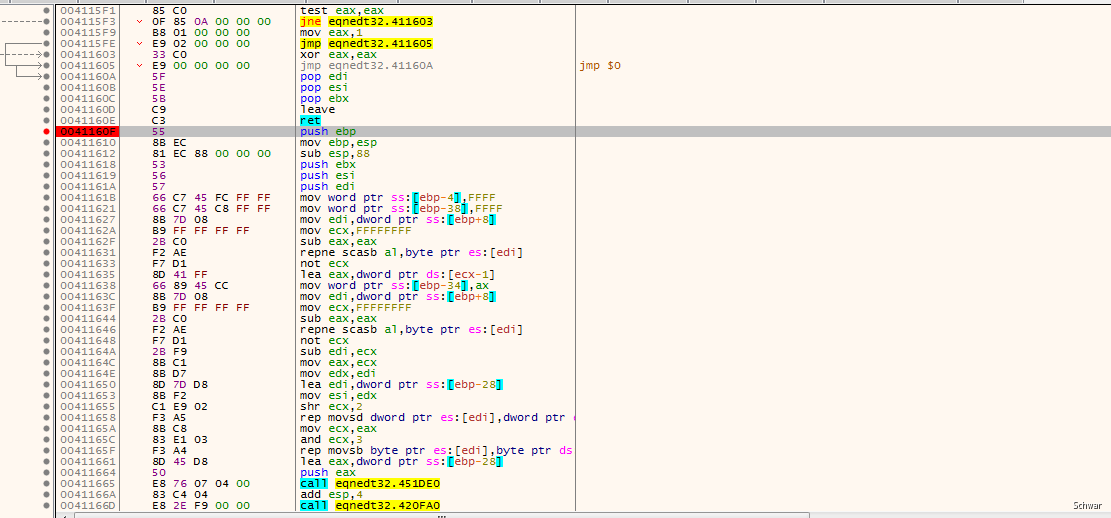 004115F1 85 C0 test eax,eax
004115F3 0F 85 0A 00 00 00 jne eqnedt32.411603
004115F9 B8 01 00 00 00 mov eax,1
004115FE E9 02 00 00 00 jmp eqnedt32.411605
00411603 33 C0 xor eax,eax
00411605 E9 00 00 00 00 jmp eqnedt32.41160A jmp $0
0041160A 5F pop edi
0041160B 5E pop esi
0041160C 5B pop ebx
0041160D C9 leave
0041160E C3 ret
0041160F 55 push ebp
00411610 8B EC mov ebp,esp
00411612 81 EC 88 00 00 00 sub esp,88
00411618 53 push ebx
00411619 56 push esi
0041161A 57 push edi
0041161B 66 C7 45 FC FF FF mov word ptr ss:[ebp-4],FFFF
00411621 66 C7 45 C8 FF FF mov word ptr ss:[ebp-38],FFFF
00411627 8B 7D 08 mov edi,dword ptr ss:[ebp+8]
0041162A B9 FF FF FF FF mov ecx,FFFFFFFF
0041162F 2B C0 sub eax,eax
00411631 F2 AE repne scasb al,byte ptr es:[edi]
00411633 F7 D1 not ecx
00411635 8D 41 FF lea eax,dword ptr ds:[ecx-1]
00411638 66 89 45 CC mov word ptr ss:[ebp-34],ax
0041163C 8B 7D 08 mov edi,dword ptr ss:[ebp+8]
0041163F B9 FF FF FF FF mov ecx,FFFFFFFF
00411644 2B C0 sub eax,eax
00411646 F2 AE repne scasb al,byte ptr es:[edi]
00411648 F7 D1 not ecx
0041164A 2B F9 sub edi,ecx
0041164C 8B C1 mov eax,ecx
0041164E 8B D7 mov edx,edi
00411650 8D 7D D8 lea edi,dword ptr ss:[ebp-28]
00411653 8B F2 mov esi,edx
00411655 C1 E9 02 shr ecx,2
00411658 F3 A5 rep movsd dword ptr es:[edi],dword ptr
0041165A 8B C8 mov ecx,eax
0041165C 83 E1 03 and ecx,3
0041165F F3 A4 rep movsb byte ptr es:[edi],byte ptr ds
00411661 8D 45 D8 lea eax,dword ptr ss:[ebp-28]
00411664 50 push eax
00411665 E8 76 07 04 00 call eqnedt32.451DE0
0041166A 83 C4 04 add esp,4
0041166D E8 2E F9 00 00 call eqnedt32.420FA0
Schwar